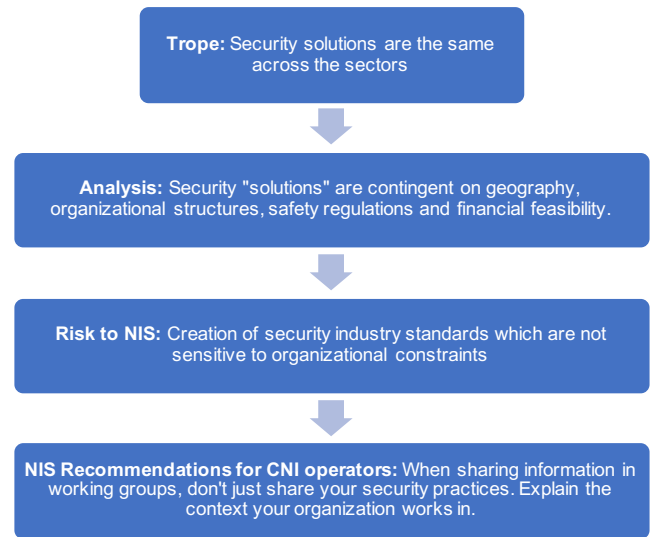 Trope: Security solutions are the same
across the sectors
Analysis: Security "solutions" are contingent on geography,
organizational structures, safety regulations and financial feasibility.
Risk to NIS: Creation of security industry standards which are not
sensitive to organizational constraints
NIS Recommendations for CNI operators: When sharing information in
working groups, don't just share your security practices. Explain the
context your organization works in.